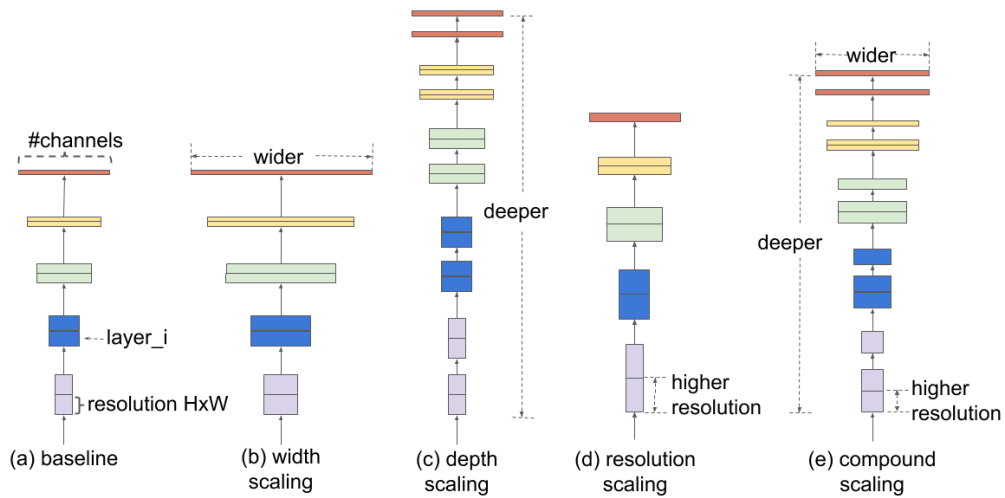 #channels
layer_i
resolution HxW
(a) baseline
wider
(b) width
scaling
deeper
(c) depth
scaling
higher
resolution
(d) resolution
scaling
wider
deeper
higher
resolution
(e) compound
scaling